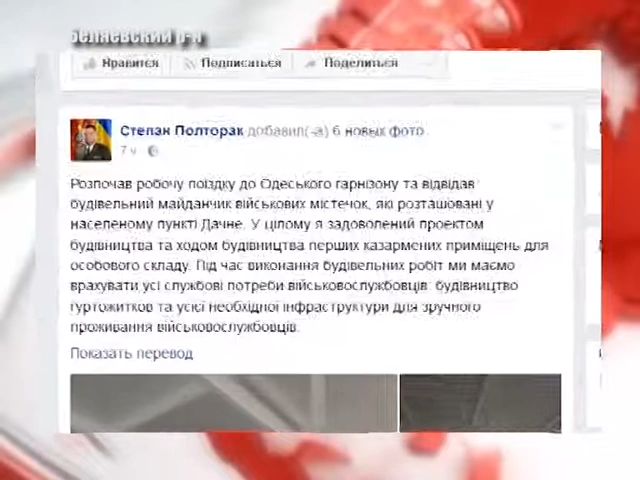 Беляевский р-н
Нравится Подписаться Поделиться
Степан Полторак добавил(-а) 6 новых фото
7 ч
Розпочав робочу поїздку до Одеського гарнізону та відвідав
будівельний майданчик військових містечок, які розташовані у
населеному пункті Дачне. У цілому я задоволений проектом
будівництва та ходом будівництва перших казармених приміщень для
особового складу. Під час виконання будівельних робіт ми маємо
врахувати усі службові потреби військовослужбовців: будівництво
гуртожитков та усієї необхідної інфраструктури для зручного
проживання військовослужбовців.
Показать перевод